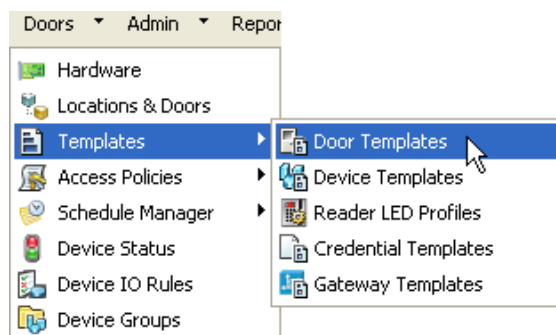 Doors Admin Repor
Hardware
Locations & Doors
Templates
Access Policies
Schedule Manager
Device Status
Device IO Rules
Device Groups
Door Templates
Device Templates
Reader LED Profiles
Credential Templates
Gateway Templates